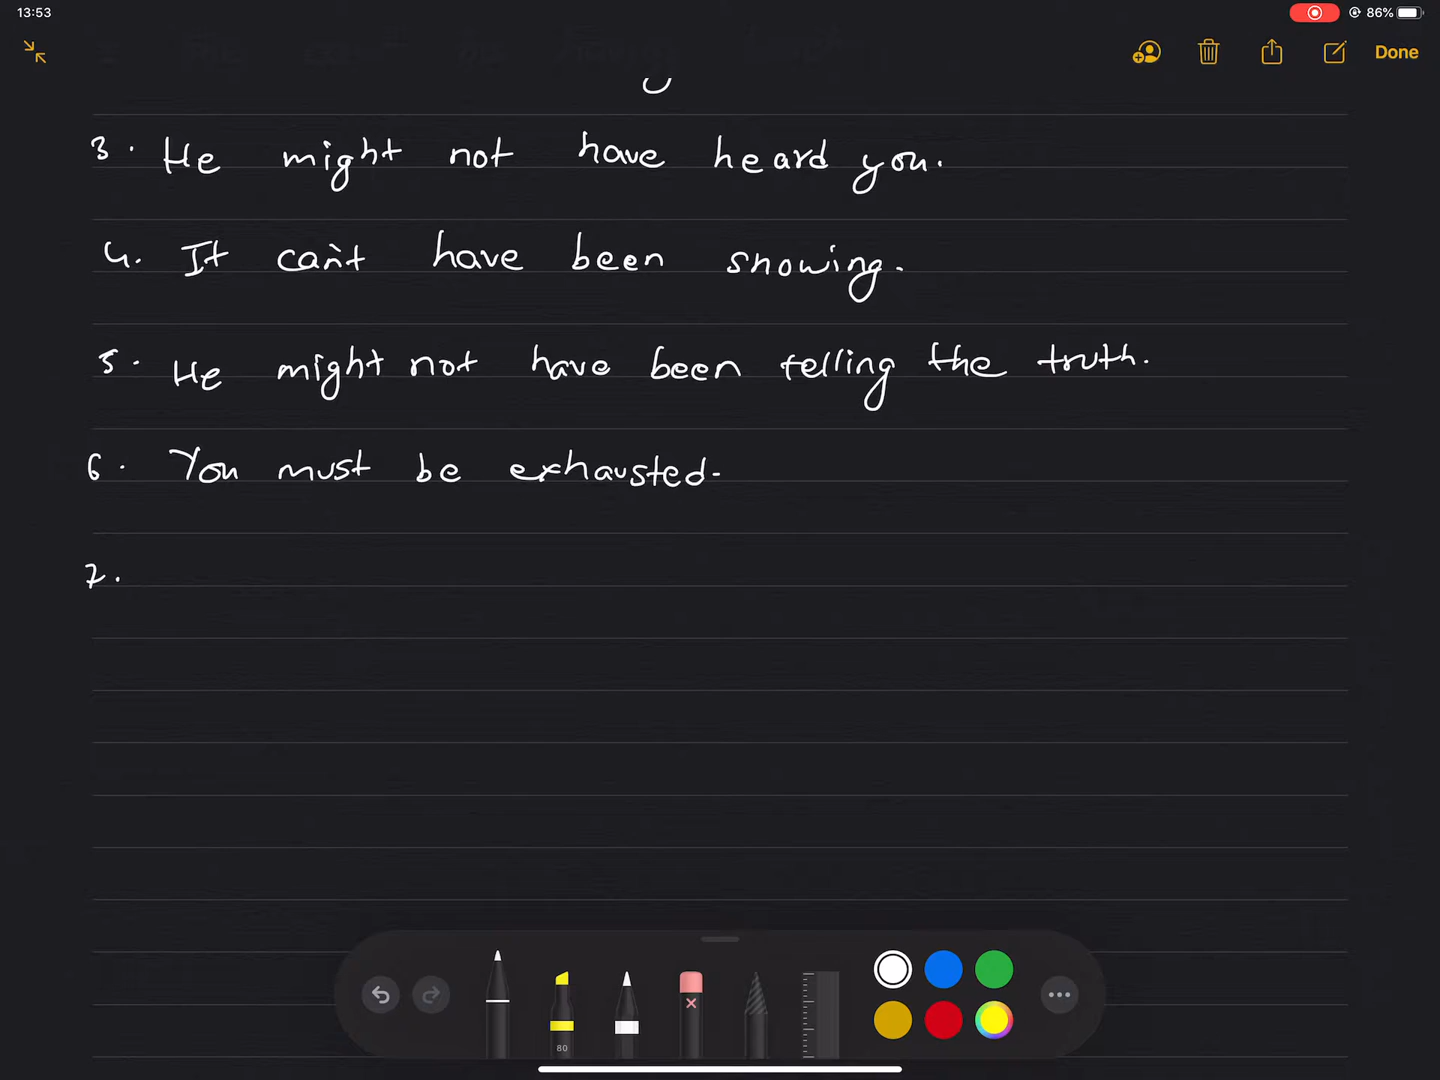 13:53
86%
Done
3. He might not have heard you.
4. It can't have been snowing.
5. He might not have been telling the truth.
6. You must be exhausted.
7.
80